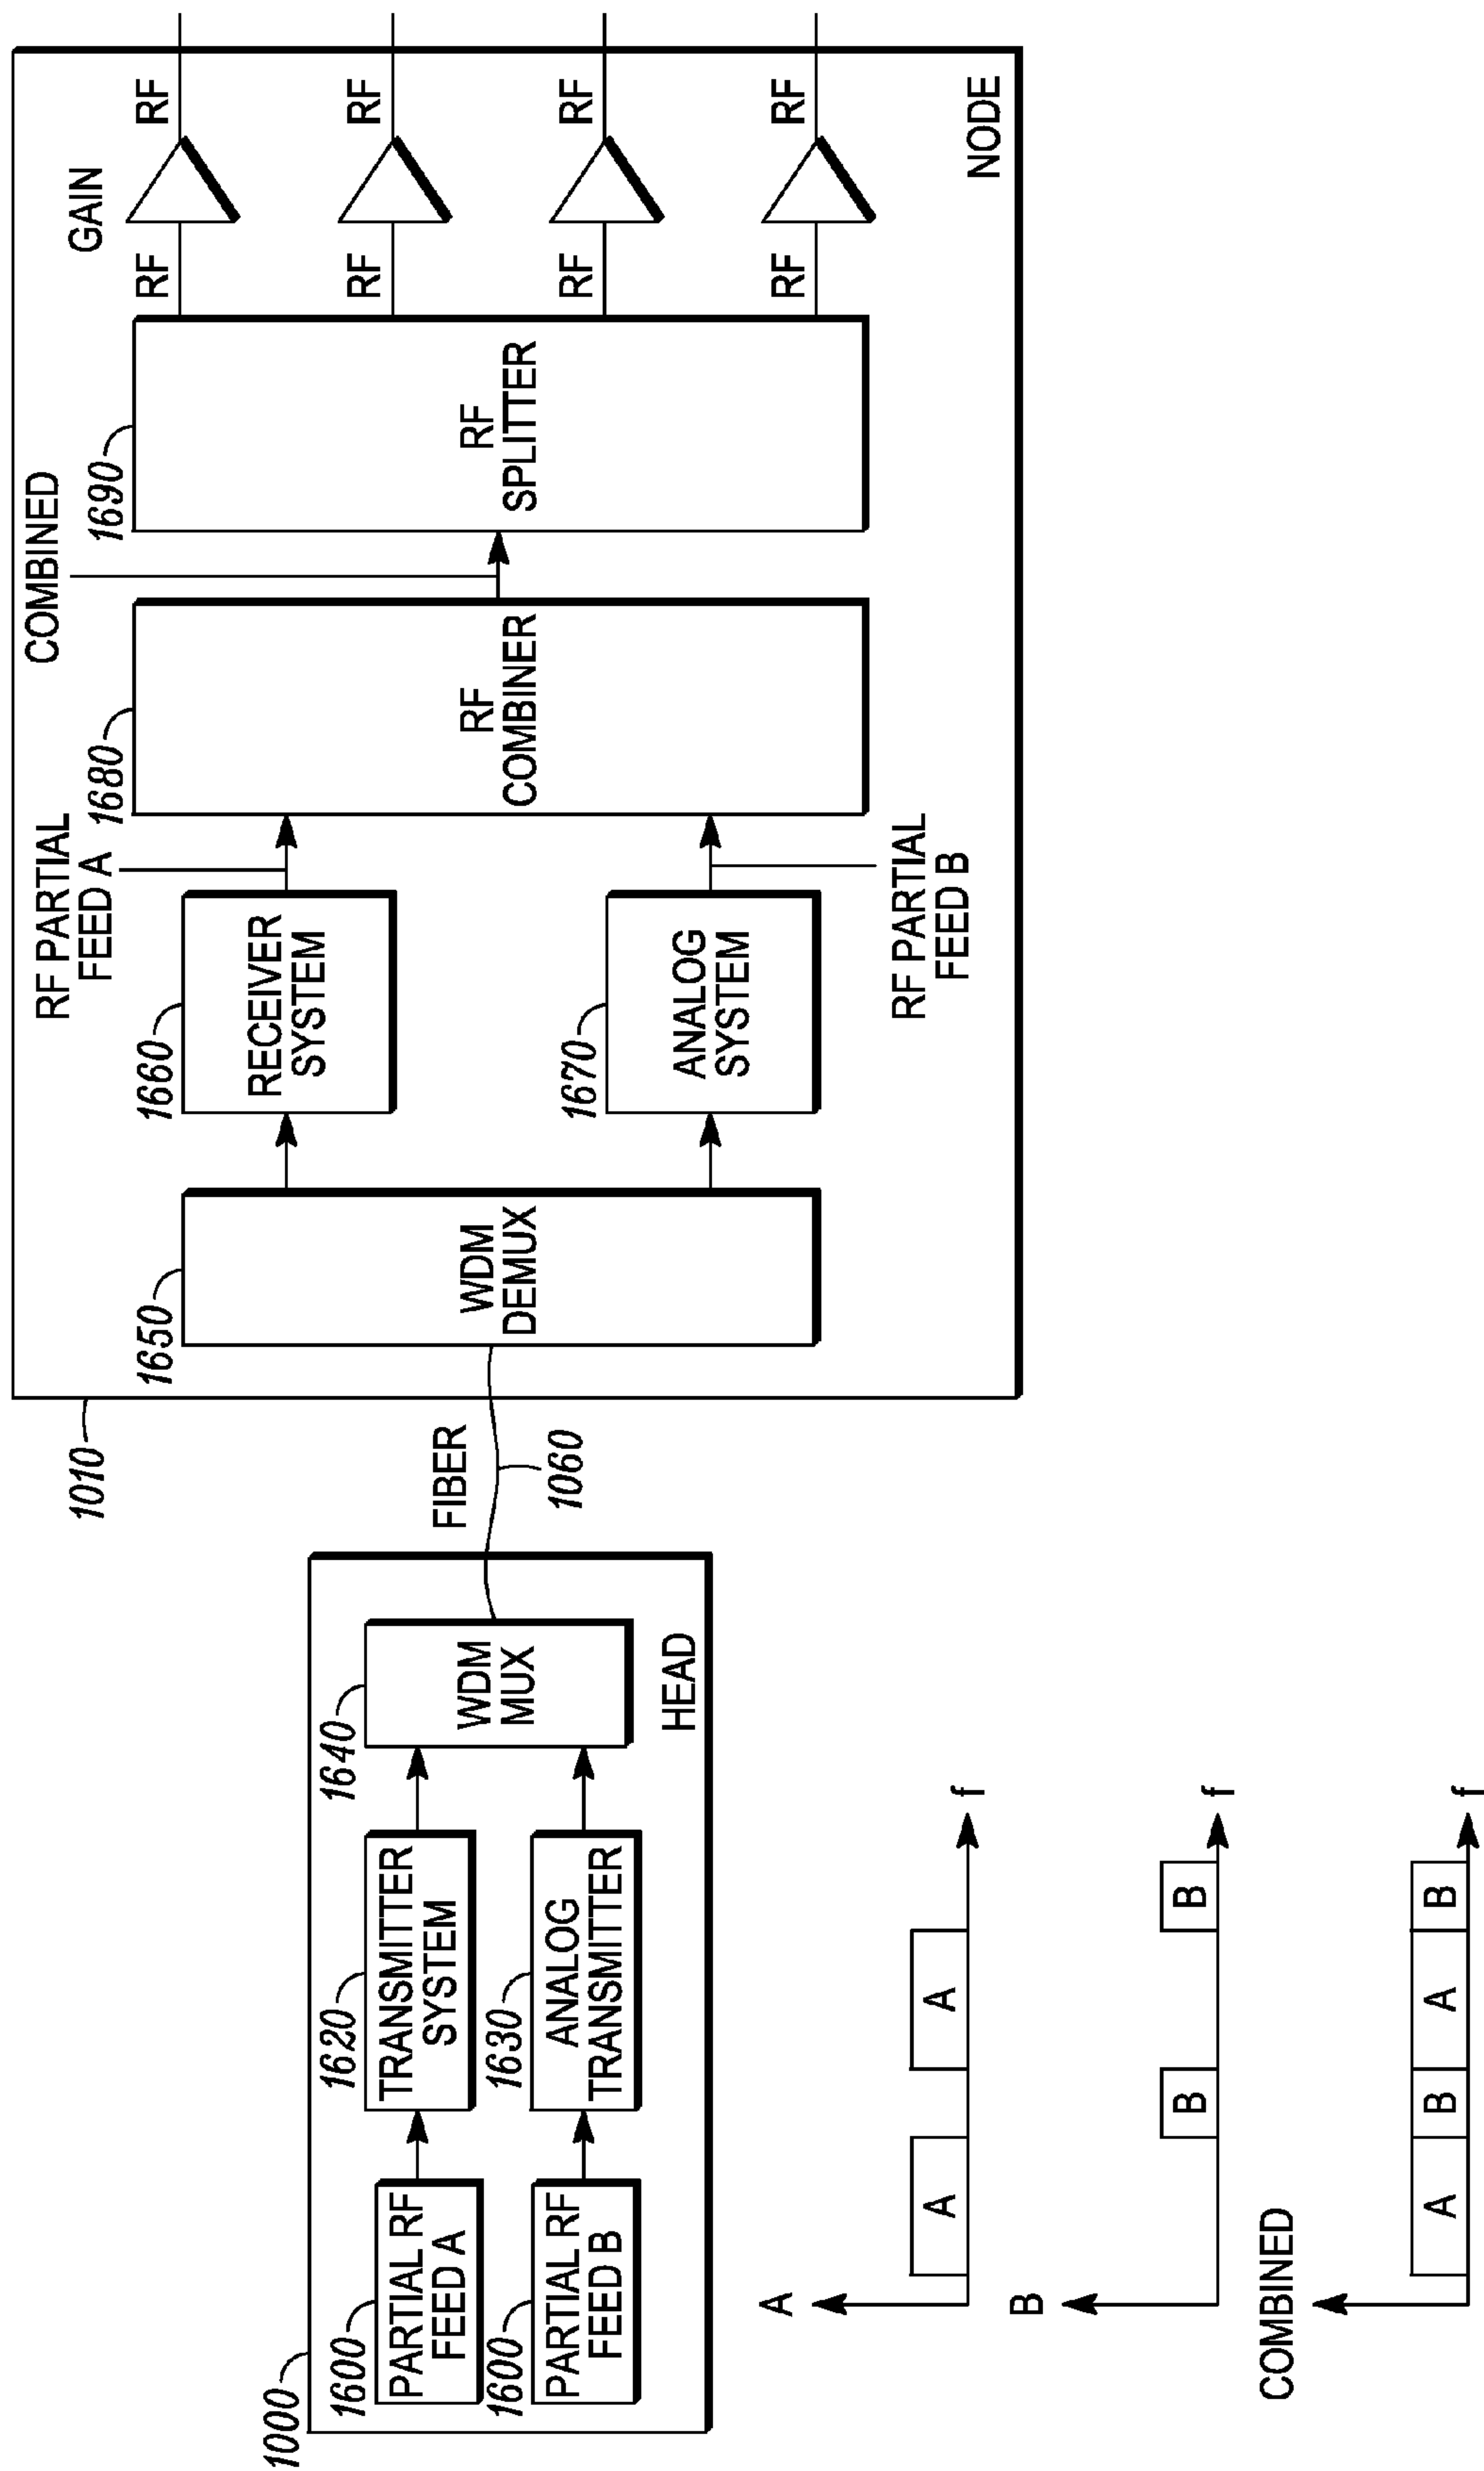 1000
1600
PARTIAL RF
FEED A
1600
PARTIAL RF
FEED B
1620
TRANSMITTER
SYSTEM
1630
ANALOG
TRANSMITTER
1640
WDM
MUX
HEAD
FIBER
1060
1010
1650
WDM
DEMUX
1660
RECEIVER
SYSTEM
1670
ANALOG
SYSTEM
RF PARTIAL
FEED A
RF PARTIAL
FEED B
1680
RF
COMBINER
COMBINED
1690
RF
SPLITTER
GAIN
RF
RF
RF
RF
RF
RF
RF
RF
NODE
A
A
A
f
B
B
B
f
COMBINED
A
B
A
B
f